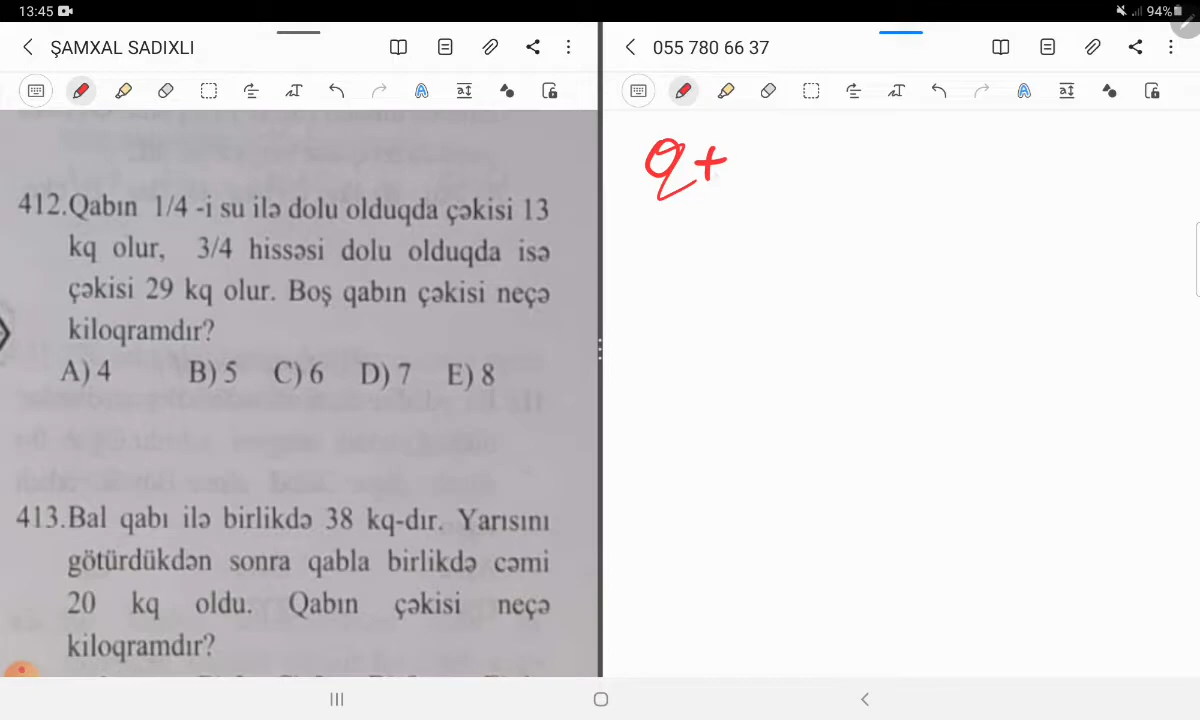 13:45
94%
ŞAMXAL SADIXLI
055 780 66 37
412.Qabın 1/4 -i su ilə dolu olduqda çəkisi 13
kq olur, 3/4 hissəsi dolu olduqda isə
çəkisi 29 kq olur. Boş qabın çəkisi neçə
kiloqramdır?
A) 4 B) 5 C) 6 D) 7 E) 8
413.Bal qabı ilə birlikdə 38 kq-dır. Yarısını
götürdükdən sonra qabla birlikdə cəmi
20 kq oldu. Qabın çəkisi neçə
kiloqramdır?
Q+